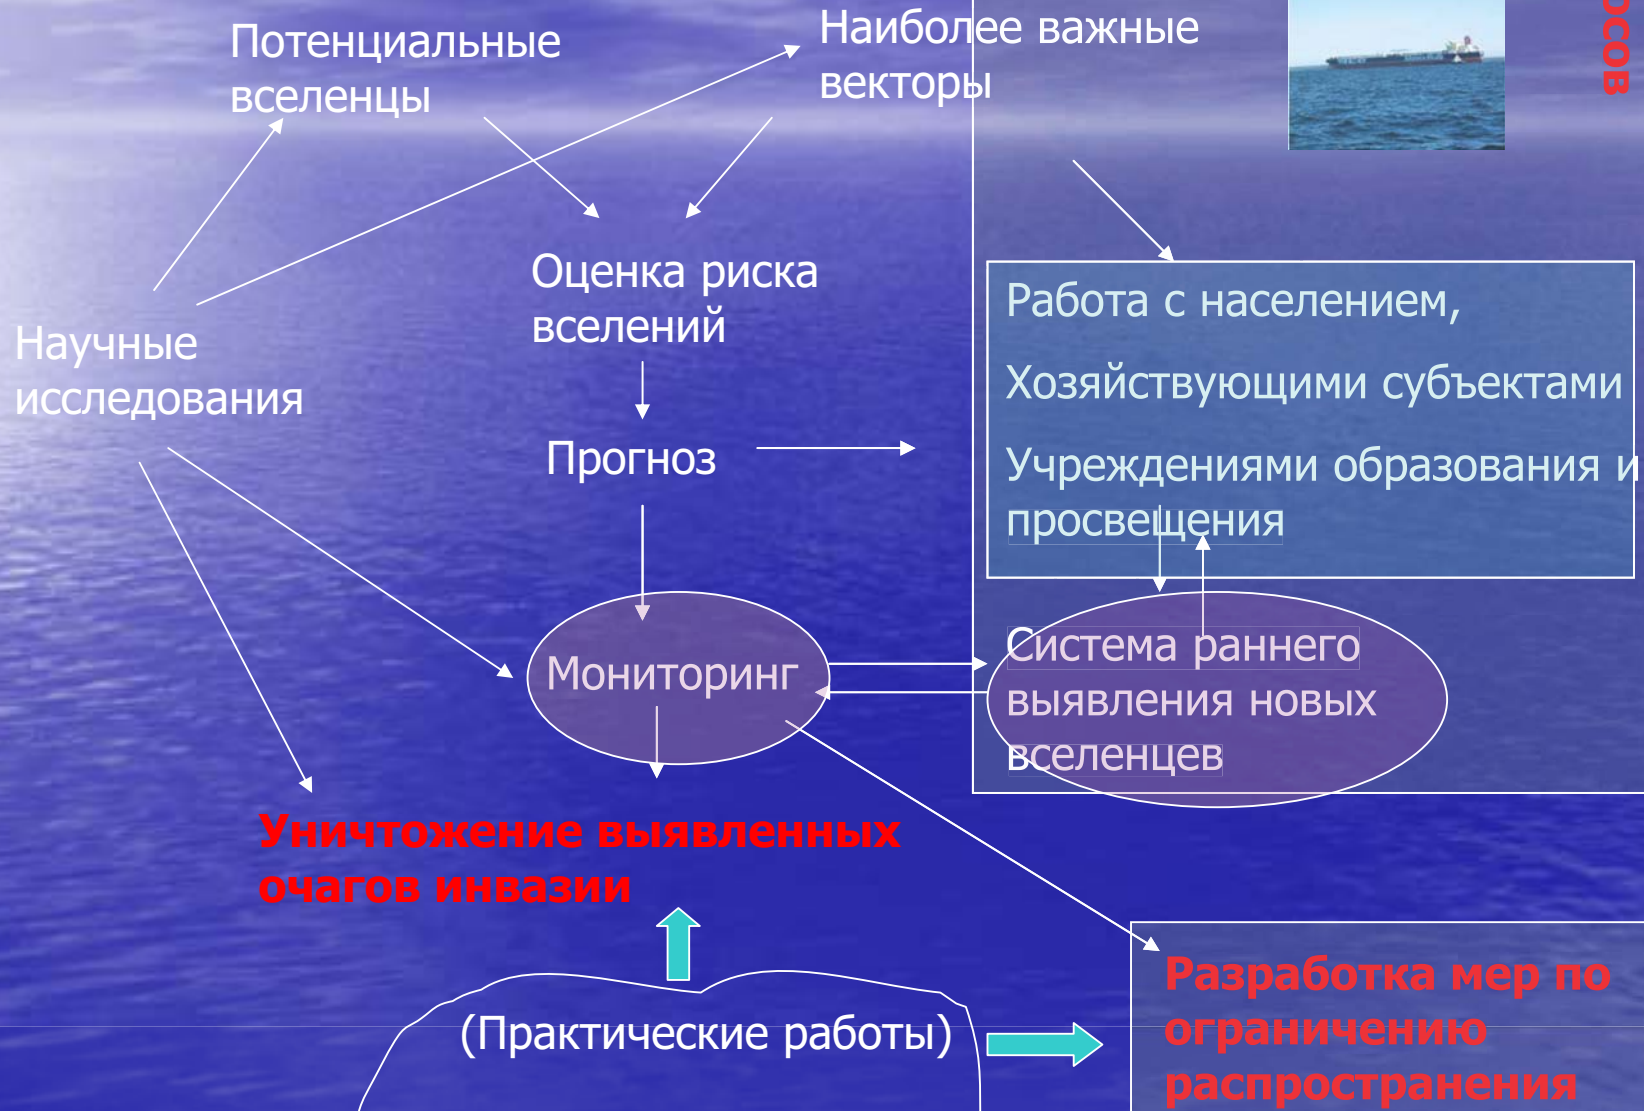 Потенциальные
вселенцы
Наиболее важные
векторы
Оценка риска
вселений
Научные
исследования
Прогноз
Работа с населением,
Хозяйствующими субъектами
Учреждениями образования и
просвещения
Мониторинг
Система раннего
выявления новых
вселенцев
Уничтожение выявленных
очагов инвазии
(Практические работы)
Разработка мер по
ограничению
распространения